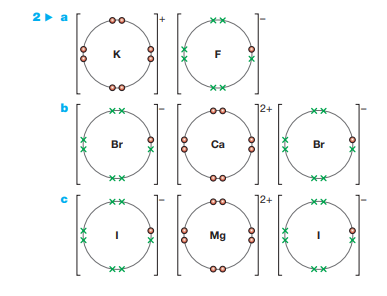 2 ▶ a [K]+ [F]–
b [Br]– [Ca]2+ [Br]–
c [I]– [Mg]2+ [I]–